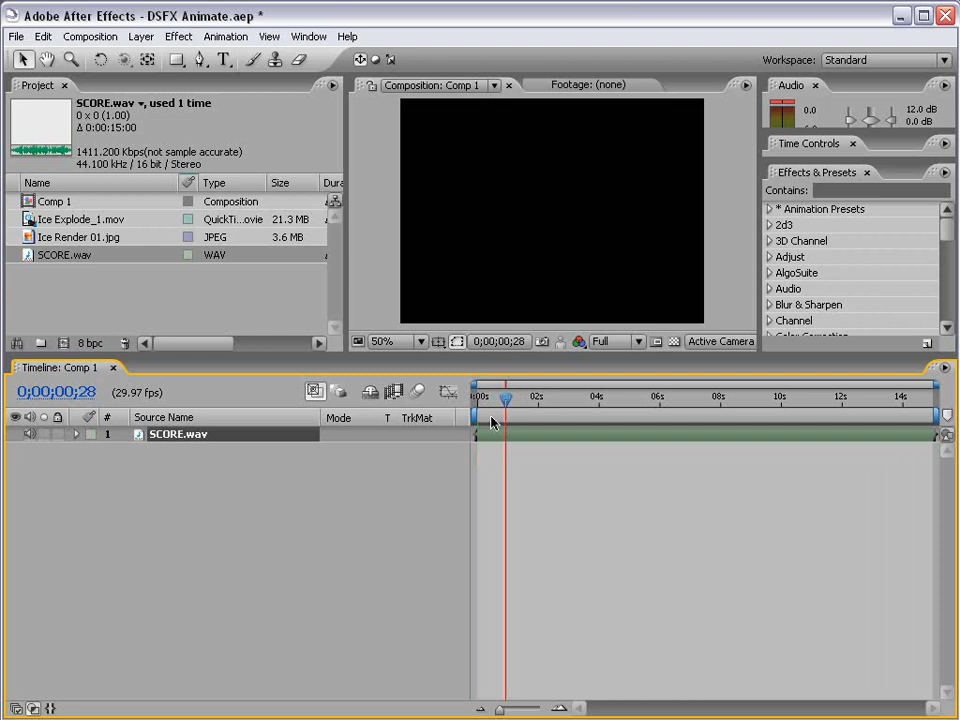 Adobe After Effects - DSFX Animate.aep *
File Edit Composition Layer Effect Animation View Window Help
Workspace: Standard
Project
SCORE.wav , used 1 time
0 x 0 (1.00)
Δ 0:00:15:00
1411.200 Kbps(not sample accurate)
44.100 kHz / 16 bit / Stereo
Name Type Size Dura
Comp 1 Composition
Ice Explode_1.mov QuickTi...ovie 21.3 MB
Ice Render 01.jpg JPEG 3.6 MB
SCORE.wav WAV
8 bpc
Composition: Comp 1
Footage: (none)
50% 0;00;00;28 Full Active Camera
Audio
0.0 12.0 dB
0.0 dB
Time Controls
Effects & Presets
Contains:
* Animation Presets
2d3
3D Channel
Adjust
AlgoSuite
Audio
Blur & Sharpen
Channel
Timeline: Comp 1
0;00;00;28 (29.97 fps)
:00s 02s 04s 06s 08s 10s 12s 14s
# Source Name Mode T TrkMat
1 SCORE.wav